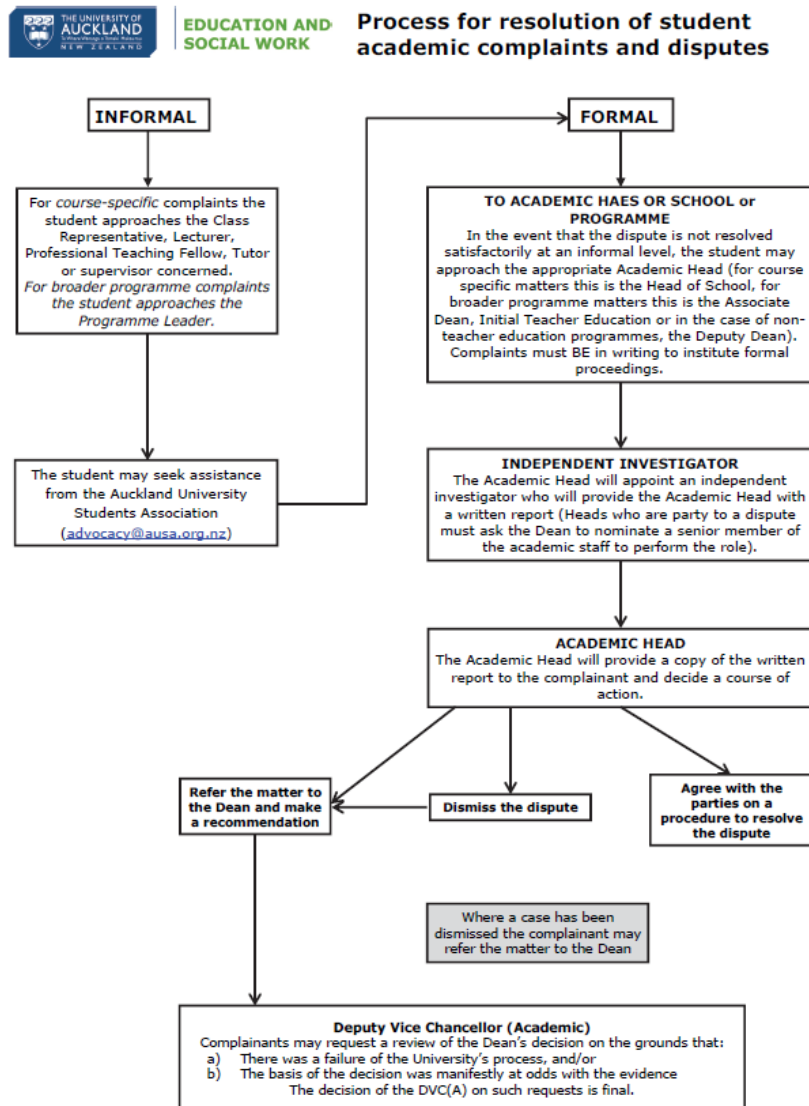 THE UNIVERSITY OF
AUCKLAND
NEW ZEALAND
EDUCATION AND
SOCIAL WORK
Process for resolution of student
academic complaints and disputes
INFORMAL
For course-specific complaints the
student approaches the Class
Representative, Lecturer,
Professional Teaching Fellow, Tutor
or supervisor concerned.
For broader programme complaints
the student approaches the
Programme Leader.
The student may seek assistance
from the Auckland University
Students Association
(advocacy@ausa.org.nz)
FORMAL
TO ACADEMIC HAES OR SCHOOL or
PROGRAMME
In the event that the dispute is not resolved
satisfactorily at an informal level, the student may
approach the appropriate Academic Head (for course
specific matters this is the Head of School, for
broader programme matters this is the Associate
Dean, Initial Teacher Education or in the case of non-
teacher education programmes, the Deputy Dean).
Complaints must BE in writing to institute formal
proceedings.
INDEPENDENT INVESTIGATOR
The Academic Head will appoint an independent
investigator who will provide the Academic Head with
a written report (Heads who are party to a dispute
must ask the Dean to nominate a senior member of
the academic staff to perform the role).
ACADEMIC HEAD
The Academic Head will provide a copy of the written
report to the complainant and decide a course of
action.
Refer the matter to
the Dean and make
a recommendation
Dismiss the dispute
Agree with the
parties on a
procedure to resolve
the dispute
Where a case has been
dismissed the complainant may
refer the matter to the Dean
Deputy Vice Chancellor (Academic)
Complainants may request a review of the Dean's decision on the grounds that:
a) There was a failure of the University's process, and/or
b) The basis of the decision was manifestly at odds with the evidence
The decision of the DVC(A) on such requests is final.